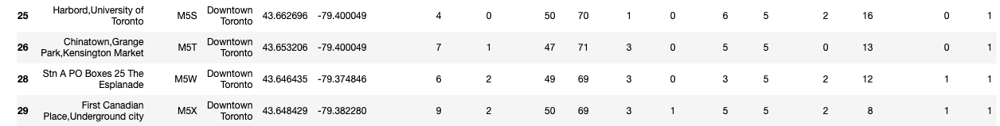 25 Harbord,University of Toronto M5S Downtown Toronto 43.662696 -79.400049 4 0 50 70 1 0 6 5 2 16 0 1
26 Chinatown,Grange Park,Kensington Market M5T Downtown Toronto 43.653206 -79.400049 7 1 47 71 3 0 5 5 0 13 0 1
28 Stn A PO Boxes 25 The Esplanade M5W Downtown Toronto 43.646435 -79.374846 6 2 49 69 3 0 3 5 2 12 1 1
29 First Canadian Place,Underground city M5X Downtown Toronto 43.648429 -79.382280 9 2 50 69 3 1 5 5 2 8 1 1